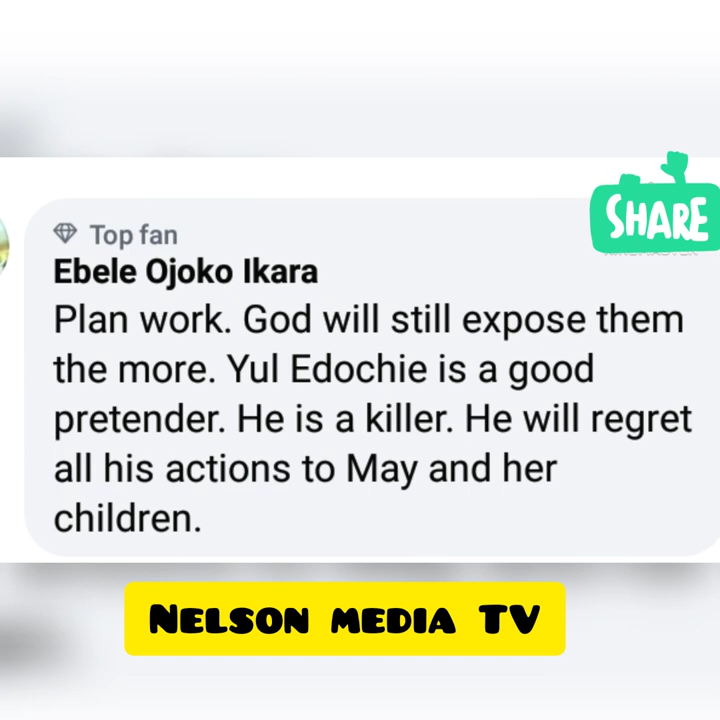 SHARE
Top fan
Ebele Ojoko Ikara
Plan work. God will still expose them
the more. Yul Edochie is a good
pretender. He is a killer. He will regret
all his actions to May and her
children.
NELSON MEDIA TV